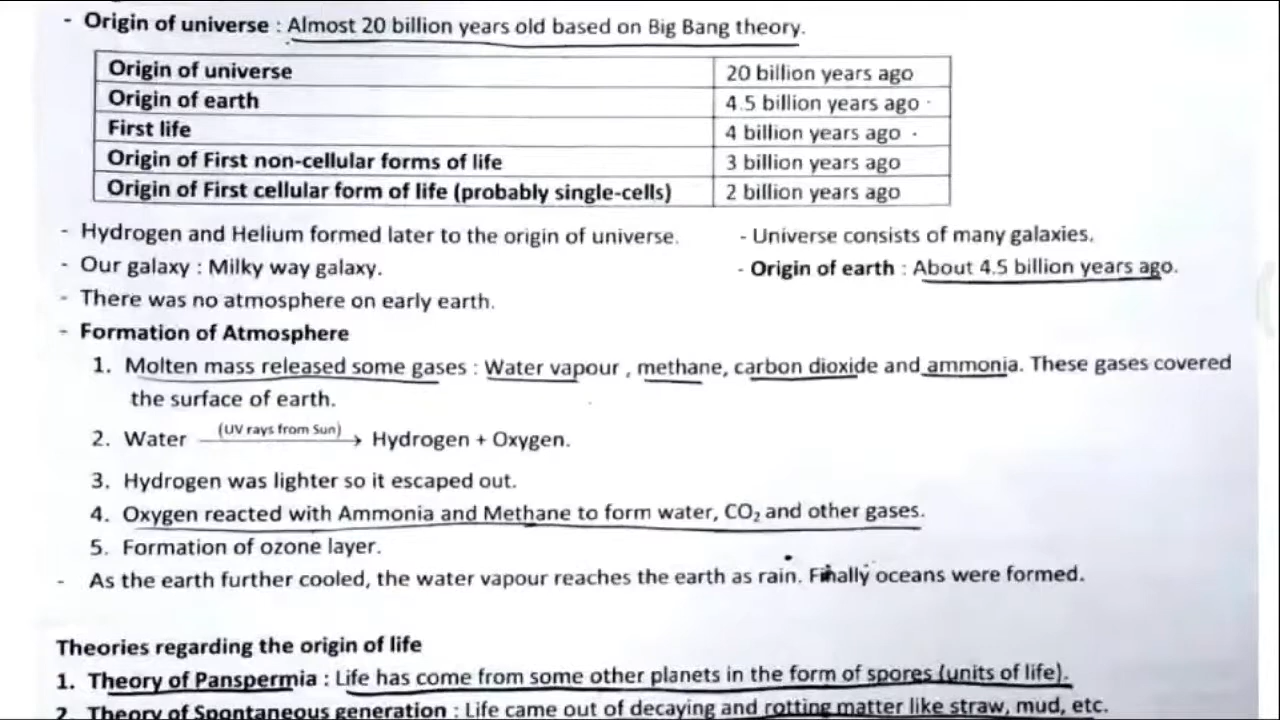 - Origin of universe : Almost 20 billion years old based on Big Bang theory.
Origin of universe 20 billion years ago
Origin of earth 4.5 billion years ago
First life 4 billion years ago
Origin of First non-cellular forms of life 3 billion years ago
Origin of First cellular form of life (probably single-cells) 2 billion years ago
- Hydrogen and Helium formed later to the origin of universe. - Universe consists of many galaxies.
- Our galaxy : Milky way galaxy. - Origin of earth : About 4.5 billion years ago.
- There was no atmosphere on early earth.
- Formation of Atmosphere
1. Molten mass released some gases : Water vapour , methane, carbon dioxide and ammonia. These gases covered
the surface of earth.
2. Water (UV rays from Sun) → Hydrogen + Oxygen.
3. Hydrogen was lighter so it escaped out.
4. Oxygen reacted with Ammonia and Methane to form water, CO₂ and other gases.
5. Formation of ozone layer.
- As the earth further cooled, the water vapour reaches the earth as rain. Finally oceans were formed.
Theories regarding the origin of life
1. Theory of Panspermia : Life has come from some other planets in the form of spores (units of life).
2. Theory of Spontaneous generation : Life came out of decaying and rotting matter like straw, mud, etc.